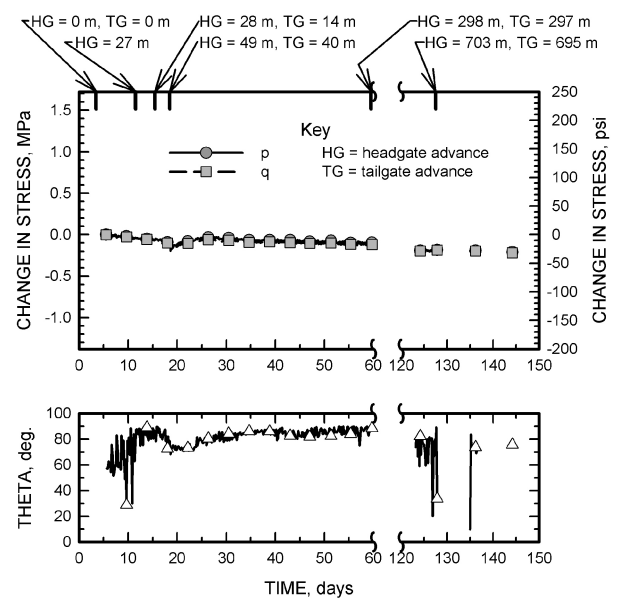 HG = 0 m, TG = 0 m
HG = 28 m, TG = 14 m
HG = 298 m, TG = 297 m
HG = 27 m
HG = 49 m, TG = 40 m
HG = 703 m, TG = 695 m
CHANGE IN STRESS, MPa
1.5
1.0
0.5
0.0
-0.5
-1.0
Key
p
HG = headgate advance
q
TG = tailgate advance
250
200
150
100
50
0
-50
-100
-150
-200
CHANGE IN STRESS, psi
0 10 20 30 40 50 60 120 130 140 150
THETA, deg.
100
80
60
40
20
0
0 10 20 30 40 50 60 120 130 140 150
TIME, days